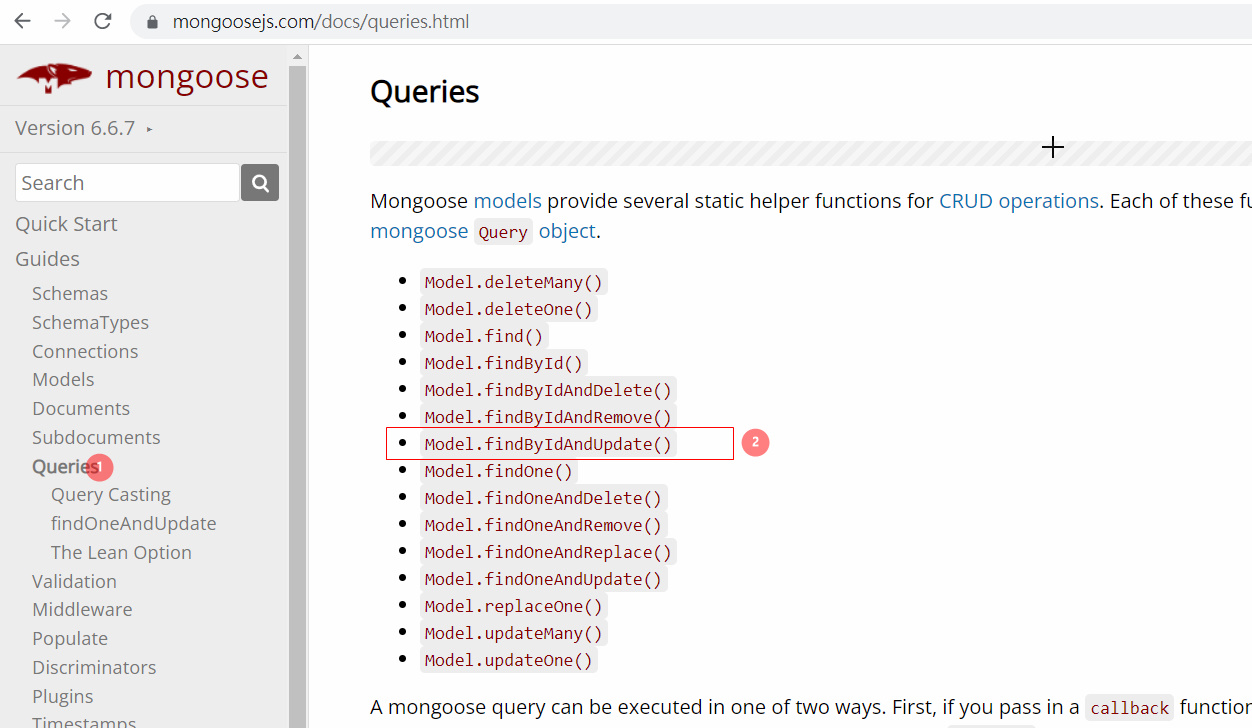 mongoosejs.com/docs/queries.html
mongoose
Version 6.6.7
Search
Quick Start
Guides
Schemas
SchemaTypes
Connections
Models
Documents
Subdocuments
Queries 1
Query Casting
findOneAndUpdate
The Lean Option
Validation
Middleware
Populate
Discriminators
Plugins
Timestamps
Queries
Mongoose models provide several static helper functions for CRUD operations. Each of these fu
mongoose Query object.
Model.deleteMany()
Model.deleteOne()
Model.find()
Model.findById()
Model.findByIdAndDelete()
Model.findByIdAndRemove()
Model.findByIdAndUpdate() 2
Model.findOne()
Model.findOneAndDelete()
Model.findOneAndRemove()
Model.findOneAndReplace()
Model.findOneAndUpdate()
Model.replaceOne()
Model.updateMany()
Model.updateOne()
A mongoose query can be executed in one of two ways. First, if you pass in a callback function